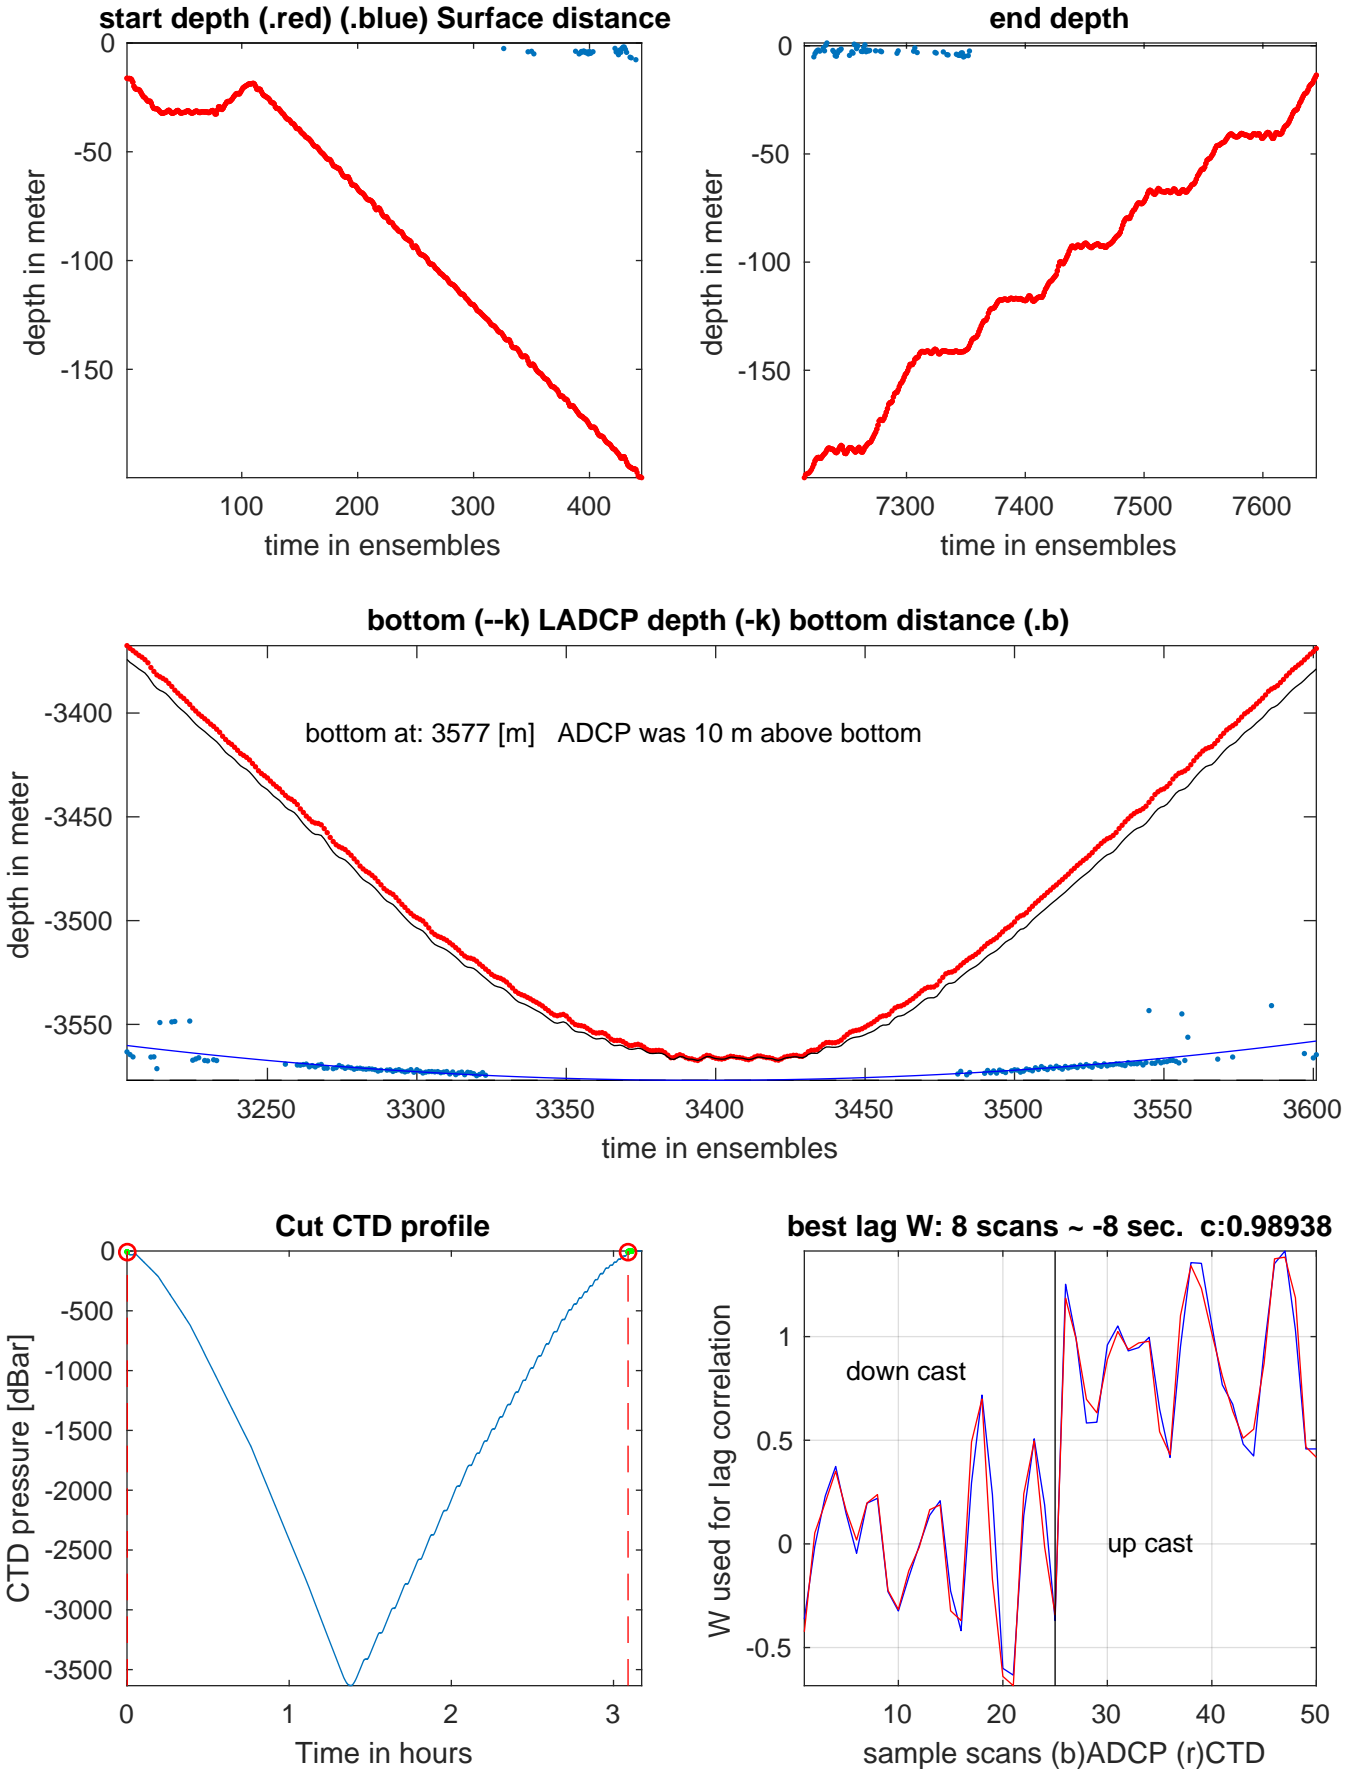 start depth (.red) (.blue) Surface distance
0
-50
-100
-150
depth in meter
100 200 300 400
time in ensembles
end depth
0
-50
-100
-150
depth in meter
7300 7400 7500 7600
time in ensembles
bottom (--k) LADCP depth (-k) bottom distance (.b)
bottom at: 3577 [m] ADCP was 10 m above bottom
-3400
-3450
-3500
-3550
depth in meter
3250 3300 3350 3400 3450 3500 3550 3600
time in ensembles
Cut CTD profile
0
-500
-1000
-1500
-2000
-2500
-3000
-3500
CTD pressure [dBar]
0 1 2 3
Time in hours
best lag W: 8 scans ~ -8 sec. c:0.98938
1
0.5
0
-0.5
W used for lag correlation
down cast
up cast
10 20 30 40 50
sample scans (b)ADCP (r)CTD